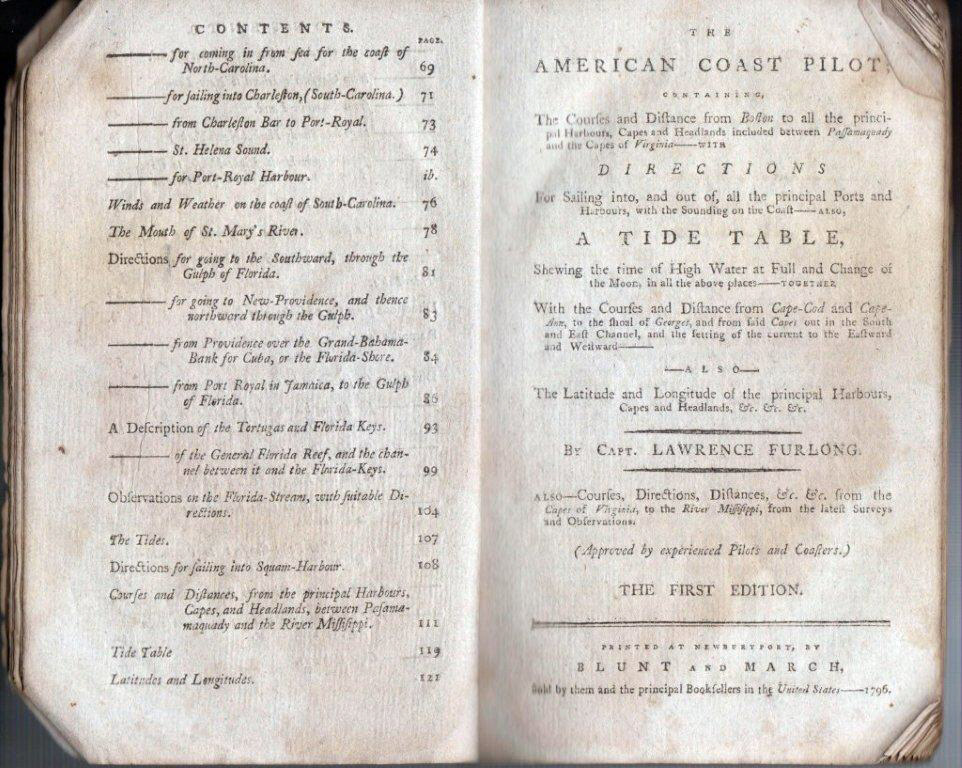 CONTENTS.
PAGE.
——— for coming in from ſea for the coaſt of
North-Carolina. 69
——— for ſailing into Charleſton, (South-Carolina.) 71
——— from Charleſton Bar to Port-Royal. 73
——— St. Helena Sound. 74
——— for Port-Royal Harbour. ib.
Winds and Weather on the coaſt of South-Carolina. 76
The Mouth of St. Mary's River. 78
Directions for going to the Southward, through the
Gulph of Florida. 81
——— for going to New-Providence, and thence
northward through the Gulph. 83
——— from Providence over the Grand-Bahama-
Bank for Cuba, or the Florida-Shore. 84
——— from Port Royal in Jamaica, to the Gulph
of Florida. 86
A Deſcription of the Tortugas and Florida Keys. 93
——— of the General Florida Reef, and the chan-
nel between it and the Florida-Keys. 99
Obſervations on the Florida-Stream, with ſuitable Di-
rections. 104
The Tides. 107
Directions for ſailing into Squam-Harbour. 108
Courſes and Diſtances, from the principal Harbours,
Capes, and Headlands, between Paſama-
maquady and the River Miſſiſippi. 111
Tide Table 119
Latitudes and Longitudes. 121
THE
AMERICAN COAST PILOT;
CONTAINING,
The Courſes and Diſtance from Boſton to all the princi-
pal Harbours, Capes and Headlands included between Paſſamaquady
and the Capes of Virginia——WITH
DIRECTIONS
For Sailing into, and out of, all the principal Ports and
Harbours, with the Sounding on the Coaſt——ALSO,
A TIDE TABLE,
Shewing the time of High Water at Full and Change of
the Moon, in all the above places——TOGETHER
With the Courſes and Diſtance from Cape-Cod and Cape-
Ann, to the ſhoal of Georges, and from ſaid Capes out in the South
and Eaſt Channel, and the ſetting of the current to the Eaſtward
and Weſtward——
—ALSO—
The Latitude and Longitude of the principal Harbours,
Capes and Headlands, &c. &c. &c.
BY CAPT. LAWRENCE FURLONG.
ALSO—Courſes, Directions, Diſtances, &c. &c. from the
Capes of Virginia, to the River Miſſiſippi, from the lateſt Surveys
and Obſervations.
(Approved by experienced Pilots and Coaſters.)
THE FIRST EDITION.
PRINTED AT NEWBURYPORT, BY
BLUNT AND MARCH,
Sold by them and the principal Bookſellers in the United States——1796.